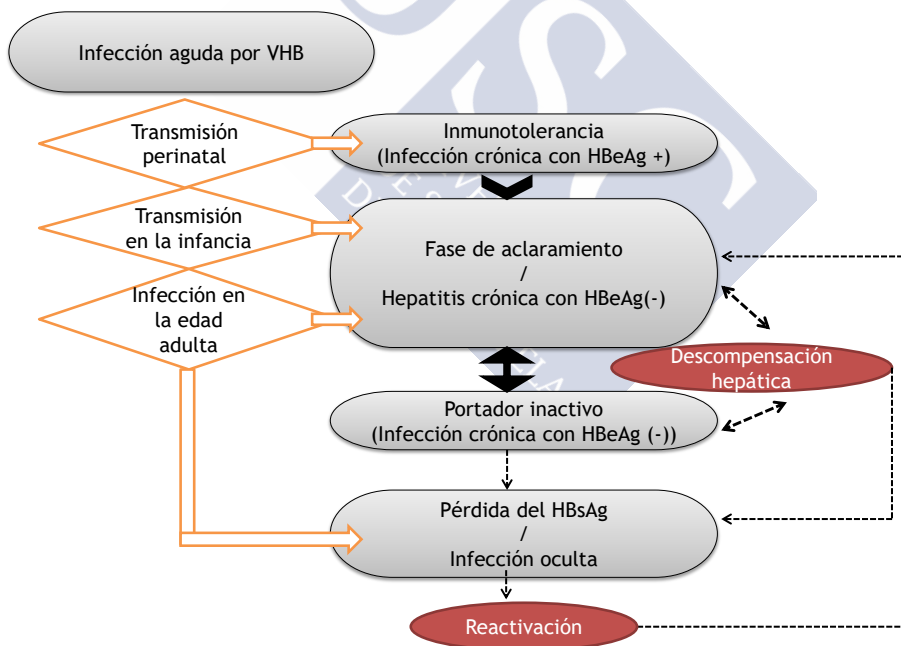 Infección aguda por VHB
Transmisión
perinatal
Inmunotolerancia
(Infección crónica con HBeAg +)
Transmisión
en la infancia
Fase de aclaramiento
/
Hepatitis crónica con HBeAg(-)
Infección en
la edad
adulta
Descompensación
hepática
Portador inactivo
(Infección crónica con HBeAg (-))
Pérdida del HBsAg
/
Infección oculta
Reactivación